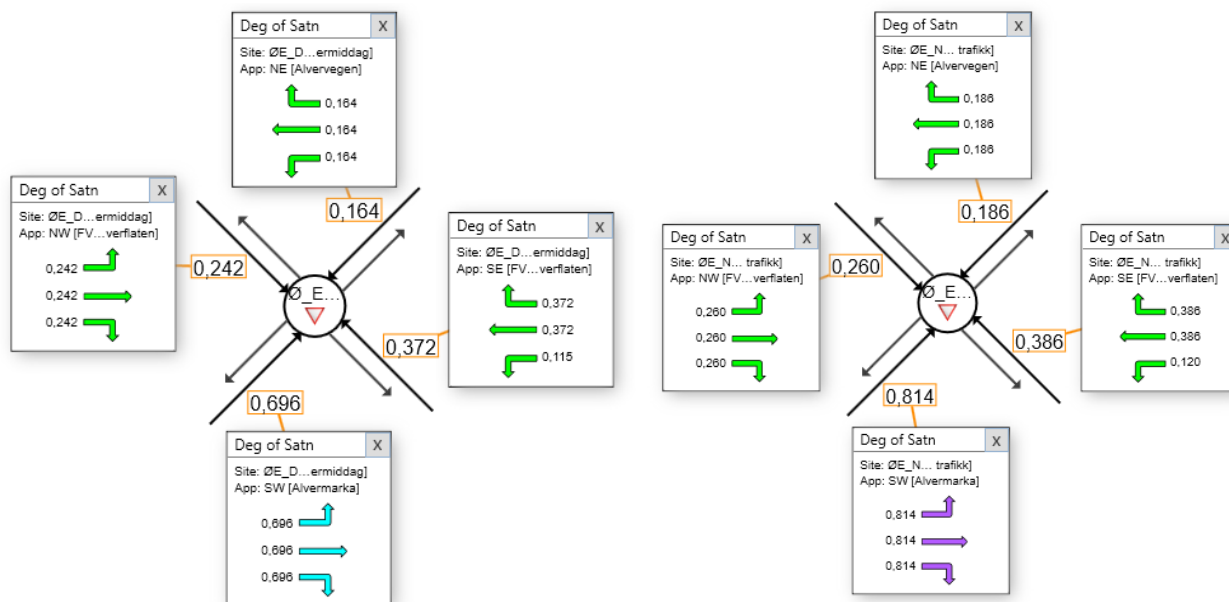 Deg of Satn X
Site: ØE_D...ermiddag]
App: NE [Alvervegen]
0,164
0,164
0,164
0,164
Deg of Satn X
Site: ØE_D...ermiddag]
App: NW [FV...verflaten]
0,242
0,242
0,242
0,242
Deg of Satn X
Site: ØE_D...ermiddag]
App: SE [FV...verflaten]
0,372
0,372
0,115
0,372
Ø_E...
0,696
Deg of Satn X
Site: ØE_D...ermiddag]
App: SW [Alvermarka]
0,696
0,696
0,696
Deg of Satn X
Site: ØE_N... trafikk]
App: NE [Alvervegen]
0,186
0,186
0,186
0,186
Deg of Satn X
Site: ØE_N... trafikk]
App: NW [FV...verflaten]
0,260
0,260
0,260
0,260
Deg of Satn X
Site: ØE_N... trafikk]
App: SE [FV...verflaten]
0,386
0,386
0,120
0,386
Ø_E...
0,814
Deg of Satn X
Site: ØE_N... trafikk]
App: SW [Alvermarka]
0,814
0,814
0,814